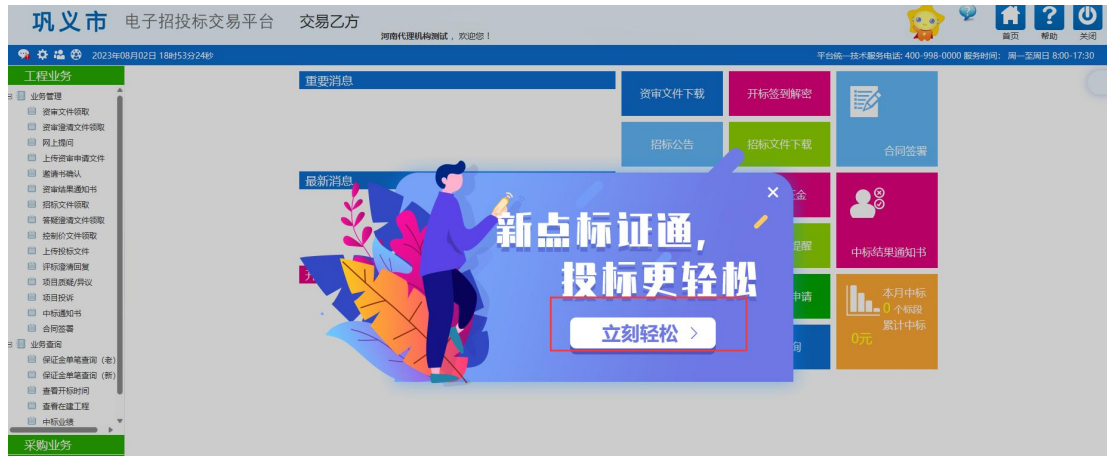 巩义市 电子招投标交易平台 交易乙方
河南代理机构测试，欢迎您！
首页 帮助 关闭
2023年08月02日 18时53分24秒
平台统一技术服务电话: 400-998-0000 服务时间： 周一至周日 8:00-17:30
工程业务
业务管理
资审文件领取
资审澄清文件领取
网上提问
上传资审申请文件
邀请书确认
资审结果通知书
招标文件领取
答疑澄清文件领取
控制价文件领取
上传投标文件
评标澄清回复
项目质疑/异议
项目投诉
中标通知书
合同签署
业务查询
保证金单笔查询（老）
保证金单笔查询（新）
查看开标时间
查看在建工程
中标业绩
采购业务
重要消息
最新消息
资审文件下载
开标签到解密
招标公告
招标文件下载
合同签署
金
提醒
中标结果通知书
申请
询
本月中标
0 个标段
累计中标
0元
新点标证通，
投标更轻松
立刻轻松 >